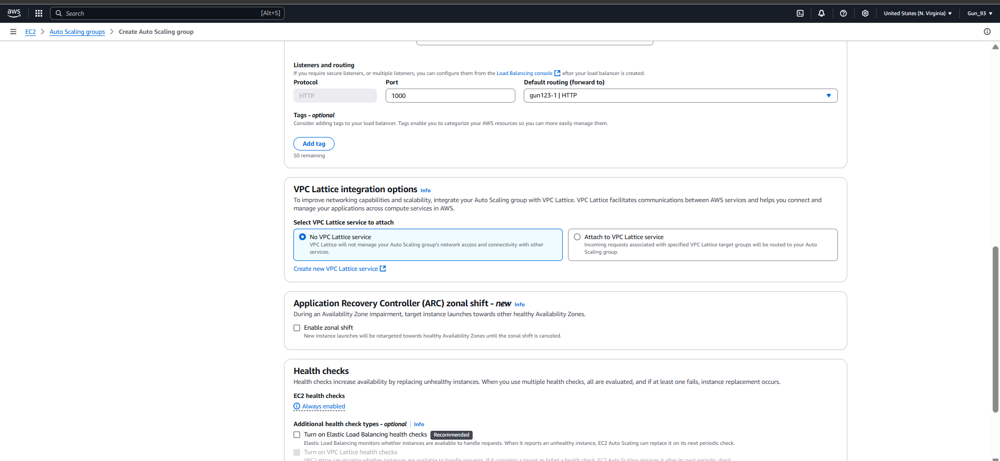 aws
Search [Alt+S]
United States (N. Virginia)
Gun_93
EC2 > Auto Scaling groups > Create Auto Scaling group
Listeners and routing
If you require secure listeners, or multiple listeners, you can configure them from the Load Balancing console after your load balancer is created.
Protocol Port Default routing (forward to)
HTTP 1000 gun123-1 | HTTP
Tags - optional
Consider adding tags to your load balancer. Tags enable you to categorize your AWS resources so you can more easily manage them.
Add tag
50 remaining
VPC Lattice integration options Info
To improve networking capabilities and scalability, integrate your Auto Scaling group with VPC Lattice. VPC Lattice facilitates communications between AWS services and helps you connect and
manage your applications across compute services in AWS.
Select VPC Lattice service to attach
No VPC Lattice service
VPC Lattice will not manage your Auto Scaling group's network access and connectivity with other
services.
Attach to VPC Lattice service
Incoming requests associated with specified VPC Lattice target groups will be routed to your Auto
Scaling group.
Create new VPC Lattice service
Application Recovery Controller (ARC) zonal shift - new Info
During an Availability Zone impairment, target instance launches towards other healthy Availability Zones.
Enable zonal shift
New instance launches will be retargeted towards healthy Availability Zones until the zonal shift is canceled.
Health checks
Health checks increase availability by replacing unhealthy instances. When you use multiple health checks, all are evaluated, and if at least one fails, instance replacement occurs.
EC2 health checks
Always enabled
Additional health check types - optional Info
Turn on Elastic Load Balancing health checks Recommended
Elastic Load Balancing monitors whether instances are available to handle requests. When it reports an unhealthy instance, EC2 Auto Scaling can replace it on its next periodic check.
Turn on VPC Lattice health checks
VPC Lattice can monitor whether instances are available to handle requests. If it considers a target as failed a health check, EC2 Auto Scaling replaces it after its next periodic check.